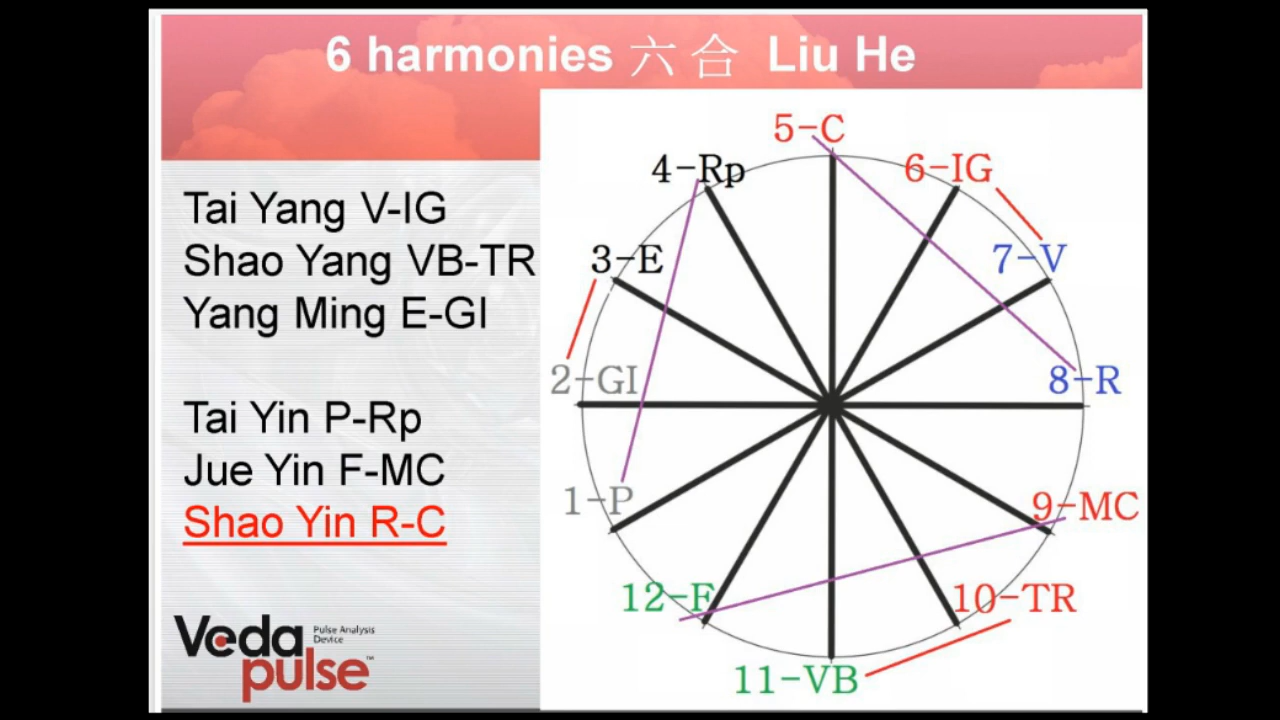 6 harmonies 六合 Liu He
Tai Yang V-IG
Shao Yang VB-TR
Yang Ming E-GI
Tai Yin P-Rp
Jue Yin F-MC
Shao Yin R-C
5-C
4-Rp
6-IG
3-E
7-V
2-GI
8-R
1-P
9-MC
12-F
10-TR
11-VB
Veda
Pulse Analysis
Device
pulse™